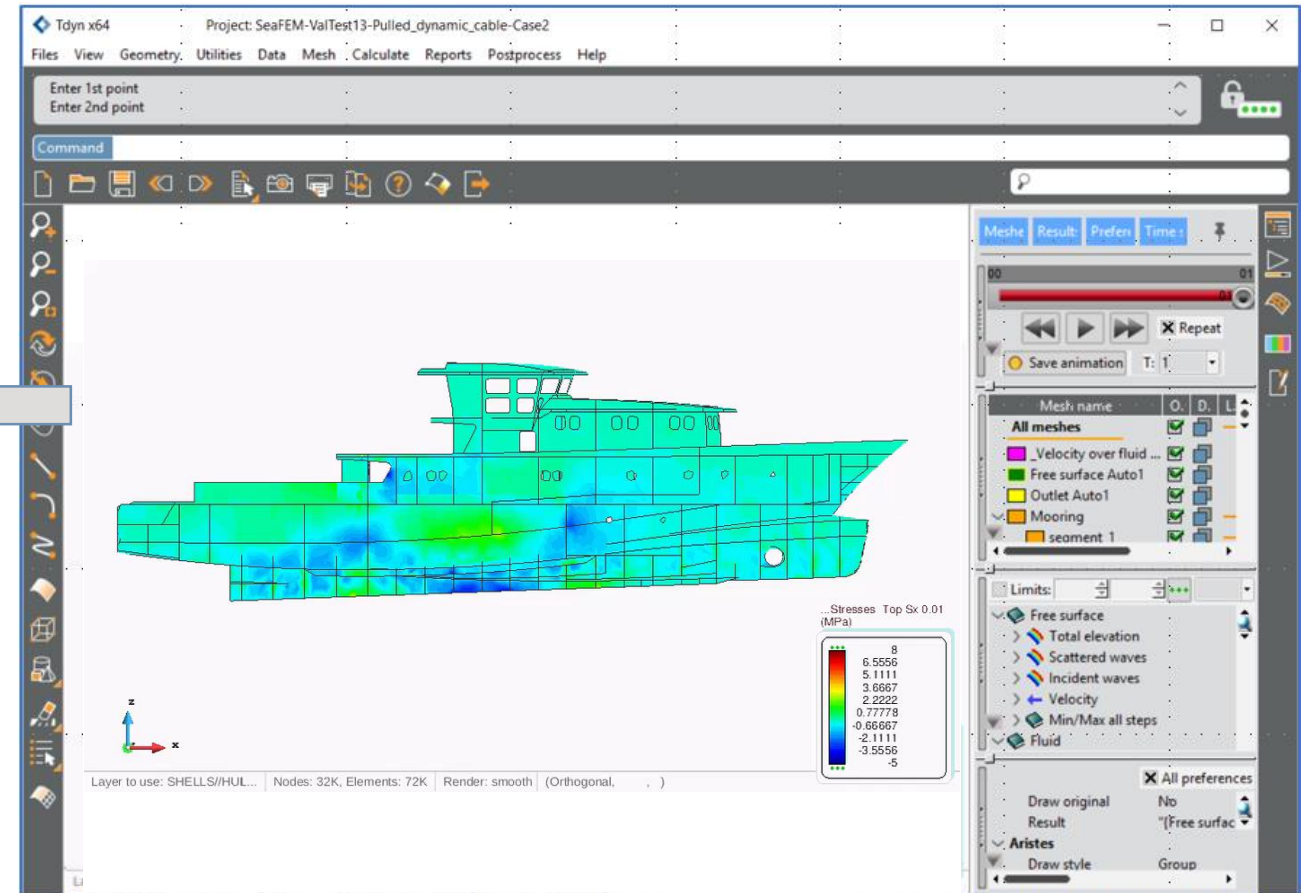 Tdyn x64 Project: SeaFEM-ValTest13-Pulled_dynamic_cable-Case2
Files View Geometry Utilities Data Mesh Calculate Reports Postprocess Help
Enter 1st point
Enter 2nd point
Command
Meshe Result: Prefen Time s
00 01
01
Repeat
Save animation T: 1
Mesh name O. D. L.
All meshes
_Velocity over fluid ...
Free surface Auto1
Outlet Auto1
Mooring
segment 1
Limits:
Free surface
Total elevation
Scattered waves
Incident waves
Velocity
Min/Max all steps
Fluid
All preferences
Draw original No
Result "(Free surfac
Aristes
Draw style Group
...Stresses Top Sx 0.01
(MPa)
8
6.5556
5.1111
3.6667
2.2222
0.77778
-0.66667
-2.1111
-3.5556
-5
z
x
Layer to use: SHELLS//HUL... Nodes: 32K, Elements: 72K Render: smooth (Orthogonal, , )